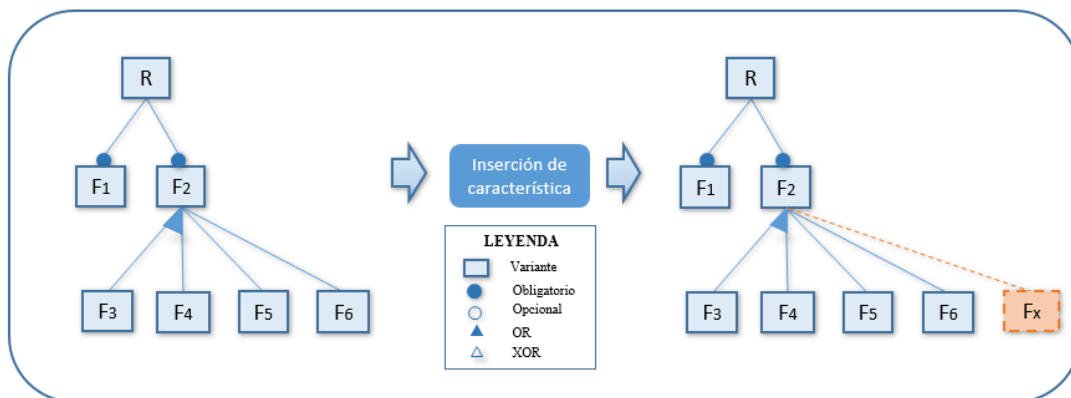 R
F1
F2
F3
F4
F5
F6
Inserción de
característica
LEYENDA
Variante
Obligatorio
Opcional
OR
XOR
R
F1
F2
F3
F4
F5
F6
Fx